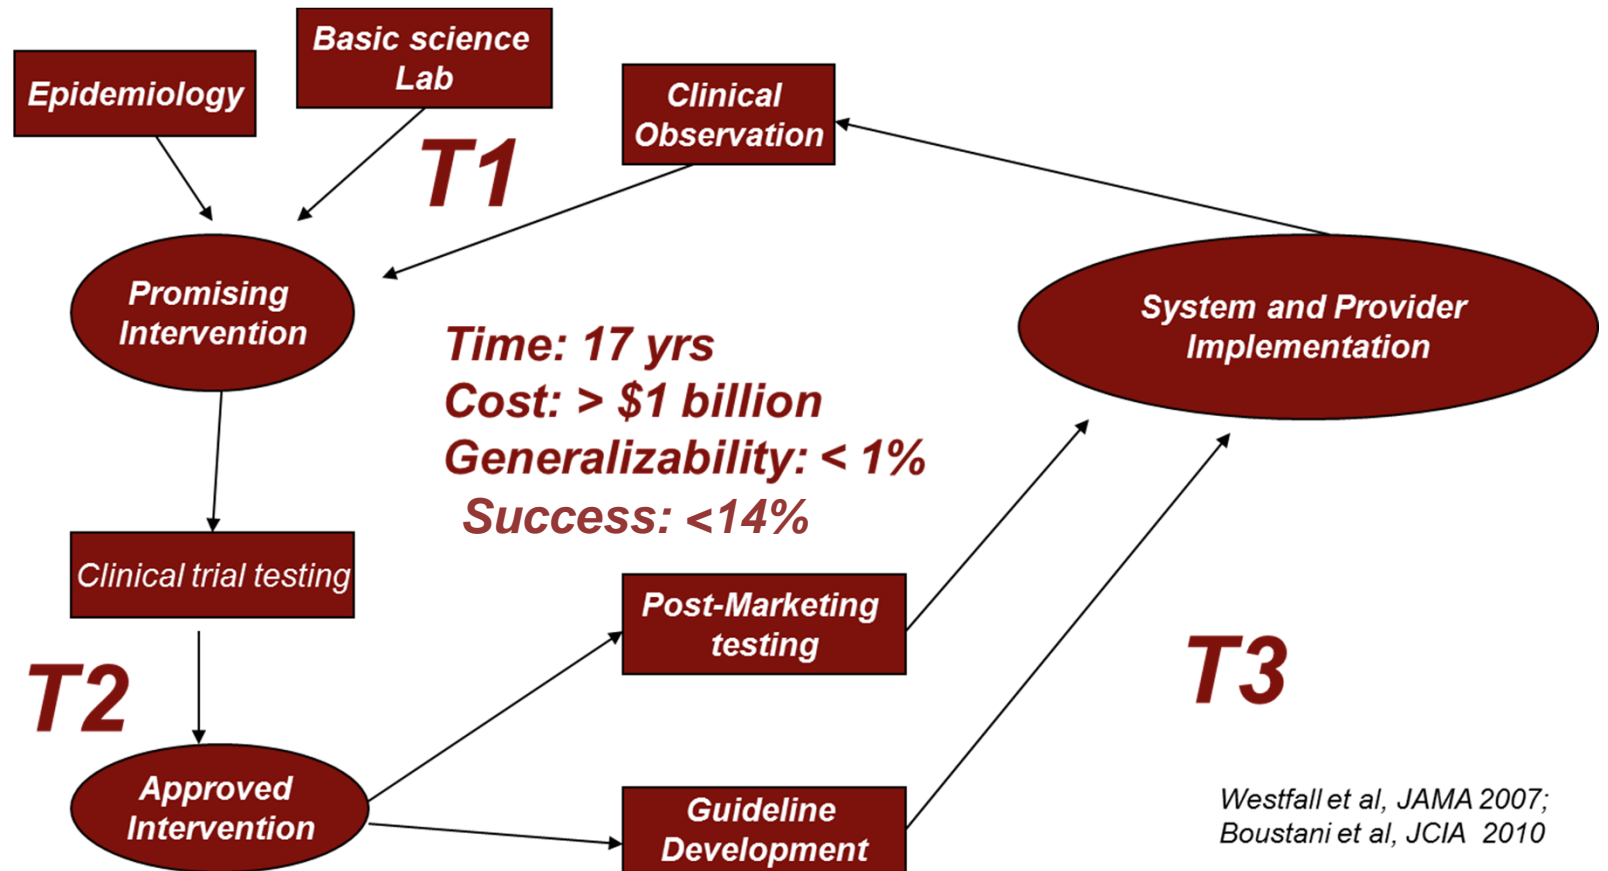 Epidemiology
Basic science
Lab
T1
Clinical
Observation
Promising
Intervention
System and Provider
Implementation
Time: 17 yrs
Cost: > $1 billion
Generalizability: < 1%
Success: <14%
Clinical trial testing
T2
Post-Marketing
testing
T3
Approved
Intervention
Guideline
Development
Westfall et al, JAMA 2007;
Boustani et al, JCIA 2010